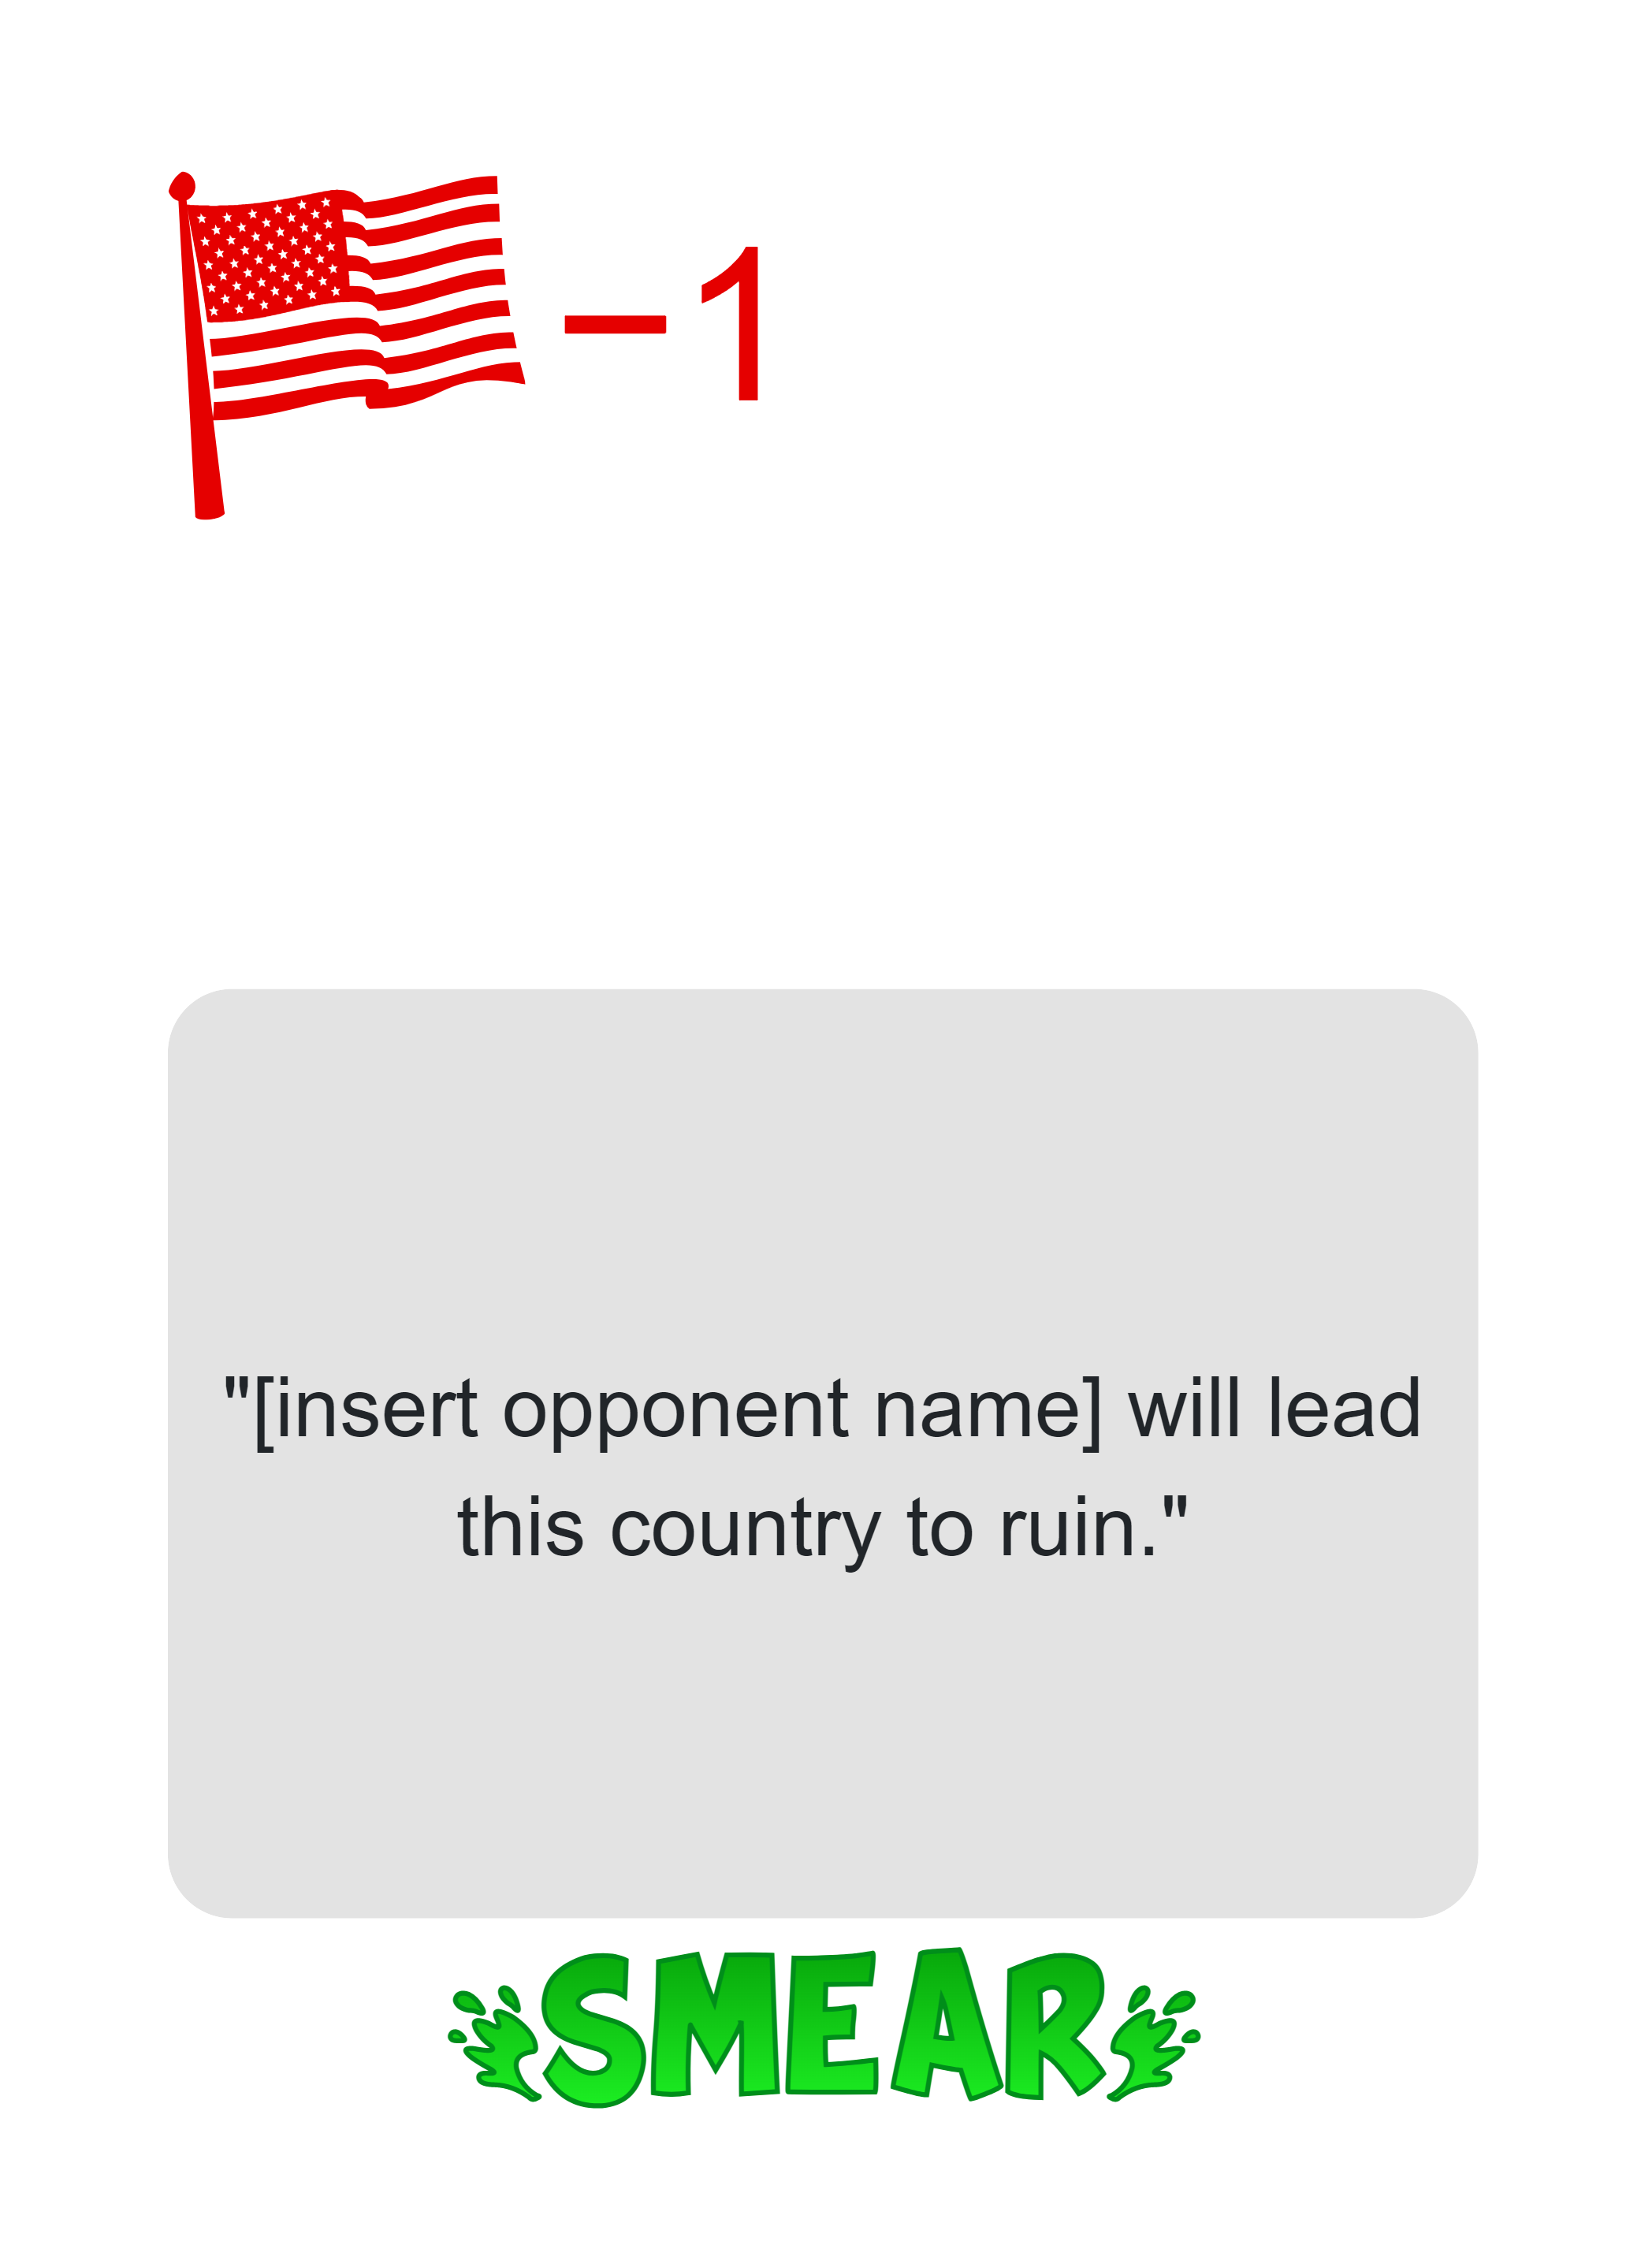 –1
"[insert opponent name] will lead
this country to ruin."
SMEAR